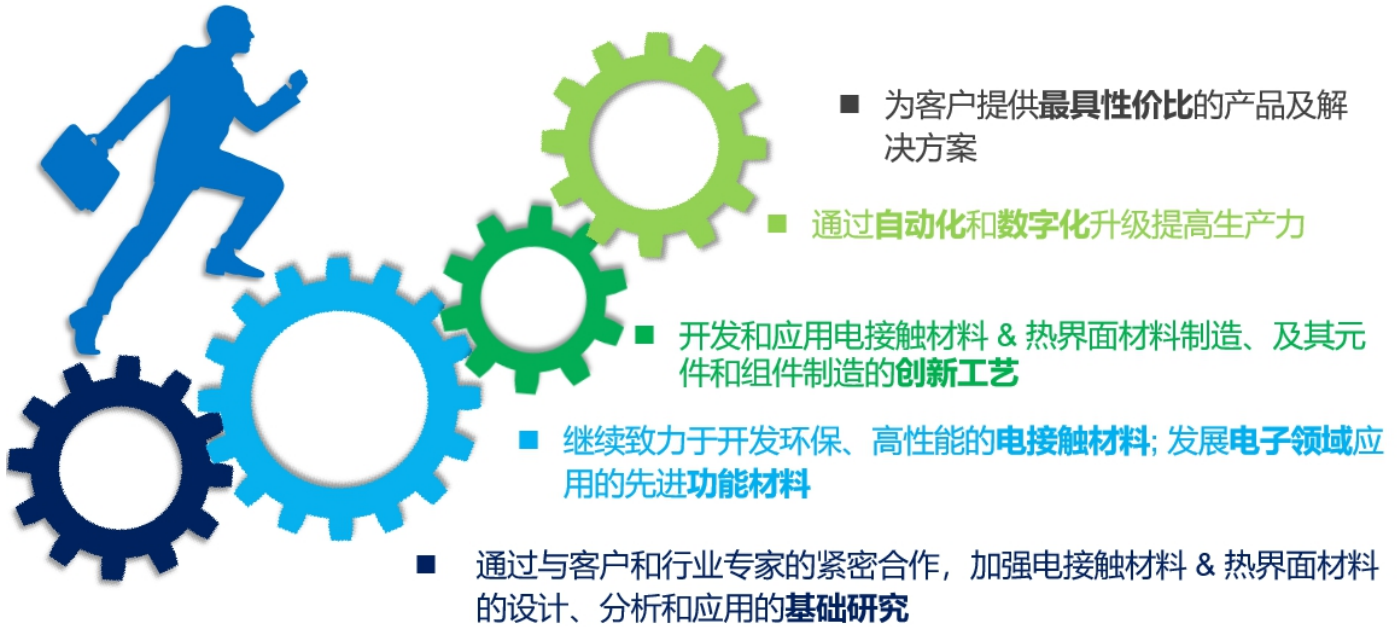 ■ 为客户提供最具性价比的产品及解
决方案
■ 通过自动化和数字化升级提高生产力
■ 开发和应用电接触材料 & 热界面材料制造、及其元
件和组件制造的创新工艺
■ 继续致力于开发环保、高性能的电接触材料; 发展电子领域应
用的先进功能材料
■ 通过与客户和行业专家的紧密合作，加强电接触材料 & 热界面材料
的设计、分析和应用的基础研究